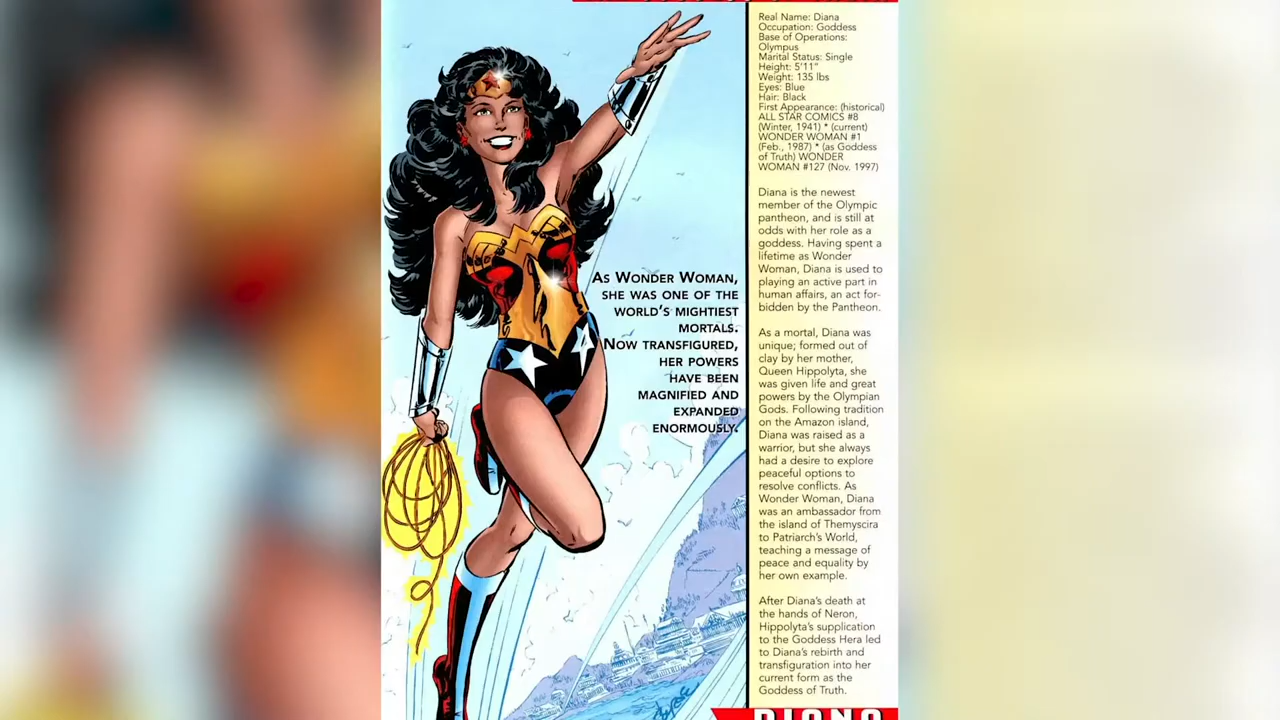 Real Name: Diana
Occupation: Goddess
Base of Operations:
Olympus
Marital Status: Single
Height: 5'11"
Weight: 135 lbs
Eyes: Blue
Hair: Black
First Appearance: (historical)
ALL STAR COMICS #8
(Winter, 1941) * (current)
WONDER WOMAN #1
(Feb., 1987) * (as Goddess
of Truth) WONDER
WOMAN #127 (Nov. 1997)
Diana is the newest
member of the Olympic
pantheon, and is still at
odds with her role as a
goddess. Having spent a
lifetime as Wonder
Woman, Diana is used to
playing an active part in
human affairs, an act for-
bidden by the Pantheon.
As a mortal, Diana was
unique; formed out of
clay by her mother,
Queen Hippolyta, she
was given life and great
powers by the Olympian
Gods. Following tradition
on the Amazon island,
Diana was raised as a
warrior, but she always
had a desire to explore
peaceful options to
resolve conflicts. As
Wonder Woman, Diana
was an ambassador from
the island of Themyscira
to Patriarch's World,
teaching a message of
peace and equality by
her own example.
After Diana's death at
the hands of Neron,
Hippolyta's supplication
to the Goddess Hera led
to Diana's rebirth and
transfiguration into her
current form as the
Goddess of Truth.
AS WONDER WOMAN,
SHE WAS ONE OF THE
WORLD'S MIGHTIEST
MORTALS.
NOW TRANSFIGURED,
HER POWERS
HAVE BEEN
MAGNIFIED AND
EXPANDED
ENORMOUSLY.
DIANA